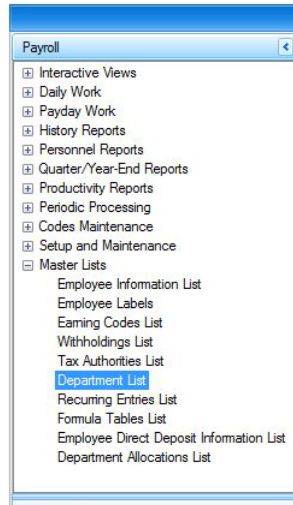 Payroll
Interactive Views
Daily Work
Payday Work
History Reports
Personnel Reports
Quarter/Year-End Reports
Productivity Reports
Periodic Processing
Codes Maintenance
Setup and Maintenance
Master Lists
Employee Information List
Employee Labels
Earning Codes List
Withholdings List
Tax Authorities List
Department List
Recurring Entries List
Formula Tables List
Employee Direct Deposit Information List
Department Allocations List